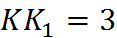 KK₁ = 3